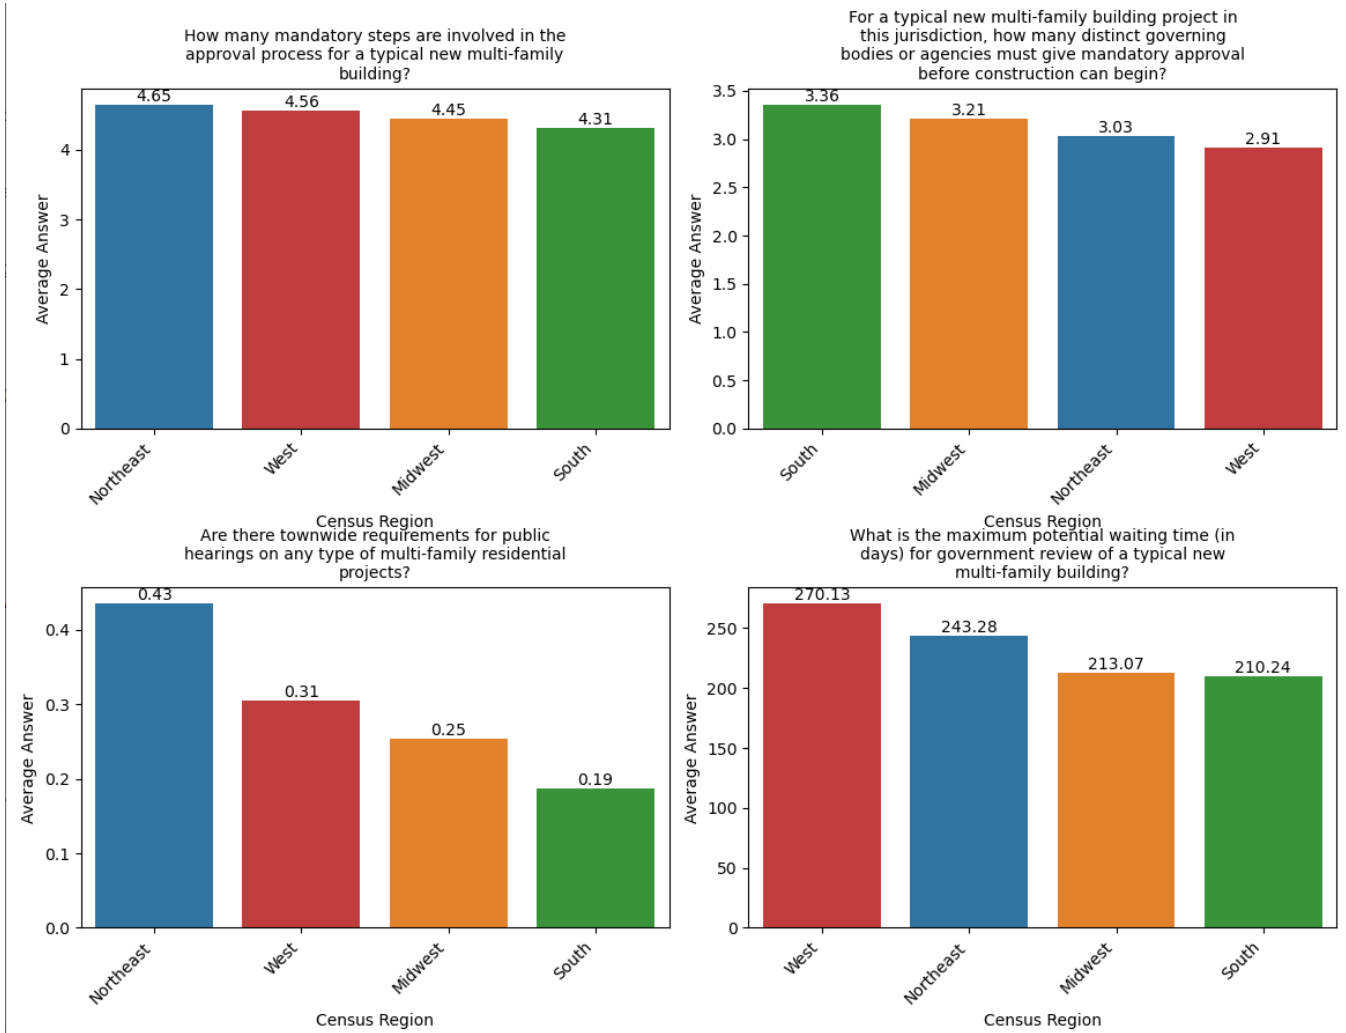 How many mandatory steps are involved in the
approval process for a typical new multi-family
building?
4.65
4.56
4.45
4.31
4
3
2
1
0
Average Answer
Northeast
West
Midwest
South
Census Region
For a typical new multi-family building project in
this jurisdiction, how many distinct governing
bodies or agencies must give mandatory approval
before construction can begin?
3.36
3.21
3.03
2.91
3.5
3.0
2.5
2.0
1.5
1.0
0.5
0.0
Average Answer
South
Midwest
Northeast
West
Census Region
Are there townwide requirements for public
hearings on any type of multi-family residential
projects?
0.43
0.31
0.25
0.19
0.4
0.3
0.2
0.1
0.0
Average Answer
Northeast
West
Midwest
South
Census Region
What is the maximum potential waiting time (in
days) for government review of a typical new
multi-family building?
270.13
243.28
213.07
210.24
250
200
150
100
50
0
Average Answer
West
Northeast
Midwest
South
Census Region